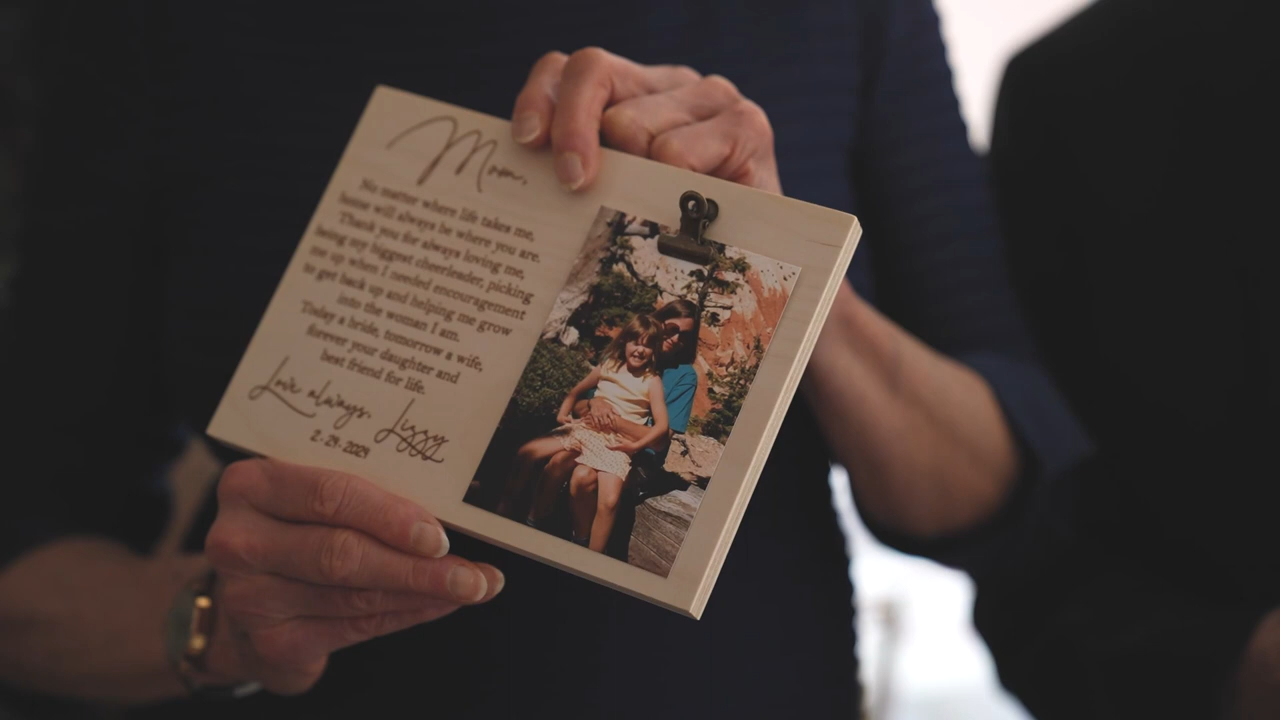 Mom,
No matter where life takes me,
home will always be where you are.
Thank you for always loving me,
being my biggest cheerleader, picking
me up when I needed encouragement
to get back up and helping me grow
into the woman I am.
Today a bride, tomorrow a wife,
forever your daughter and
best friend for life.
Love always, Lizzy
2-29-2024